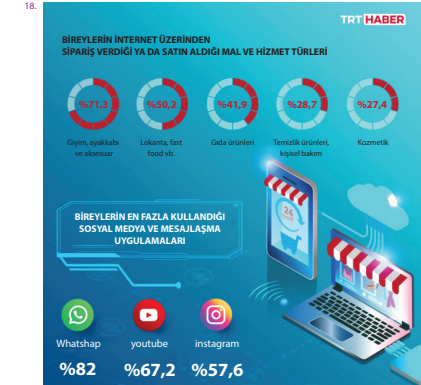 18.
TRT HABER
BİREYLERİN İNTERNET ÜZERİNDEN
SİPARİŞ VERDİĞİ YA DA SATIN ALDIĞI MAL VE HİZMET TÜRLERİ
%71,3 %50,2 %41,9 %28,7 %27,4
Giyim, ayakkabı Lokanta, fast Gıda ürünleri Temizlik ürünleri, Kozmetik
ve aksesuar food vb. kişisel bakım
24
BİREYLERİN EN FAZLA KULLANDIĞI
SOSYAL MEDYA VE MESAJLAŞMA
UYGULAMALARI
Whatshap youtube instagram
%82 %67,2 %57,6